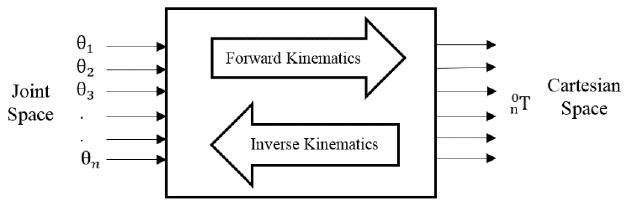 Joint
Space
θ₁
θ₂
θ₃
.
.
θₙ
Forward Kinematics
Inverse Kinematics
⁰ₙT
Cartesian
Space